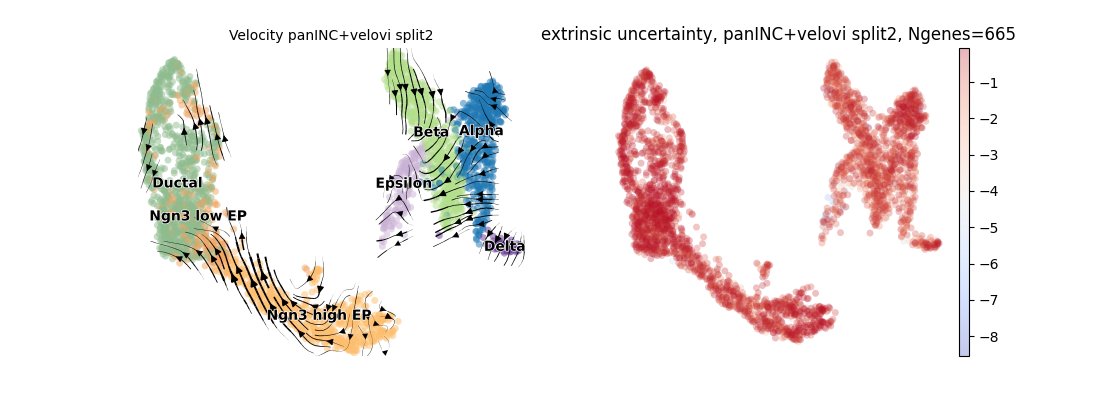 Velocity panINC+velovi split2
extrinsic uncertainty, panINC+velovi split2, Ngenes=665
Beta
Alpha
Ductal
Epsilon
Ngn3 low EP
Delta
Ngn3 high EP
−1
−2
−3
−4
−5
−6
−7
−8